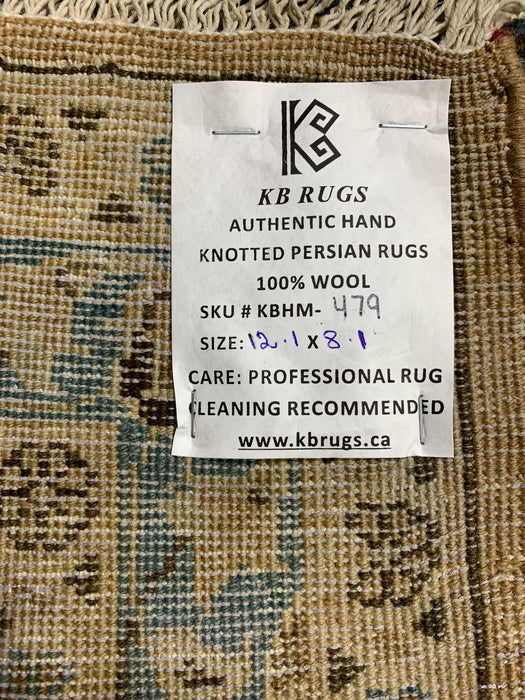 KB
KB RUGS
AUTHENTIC HAND
KNOTTED PERSIAN RUGS
100% WOOL
SKU # KBHM- 479
SIZE: 12.1 X 8.1
CARE: PROFESSIONAL RUG
CLEANING RECOMMENDED
www.kbrugs.ca